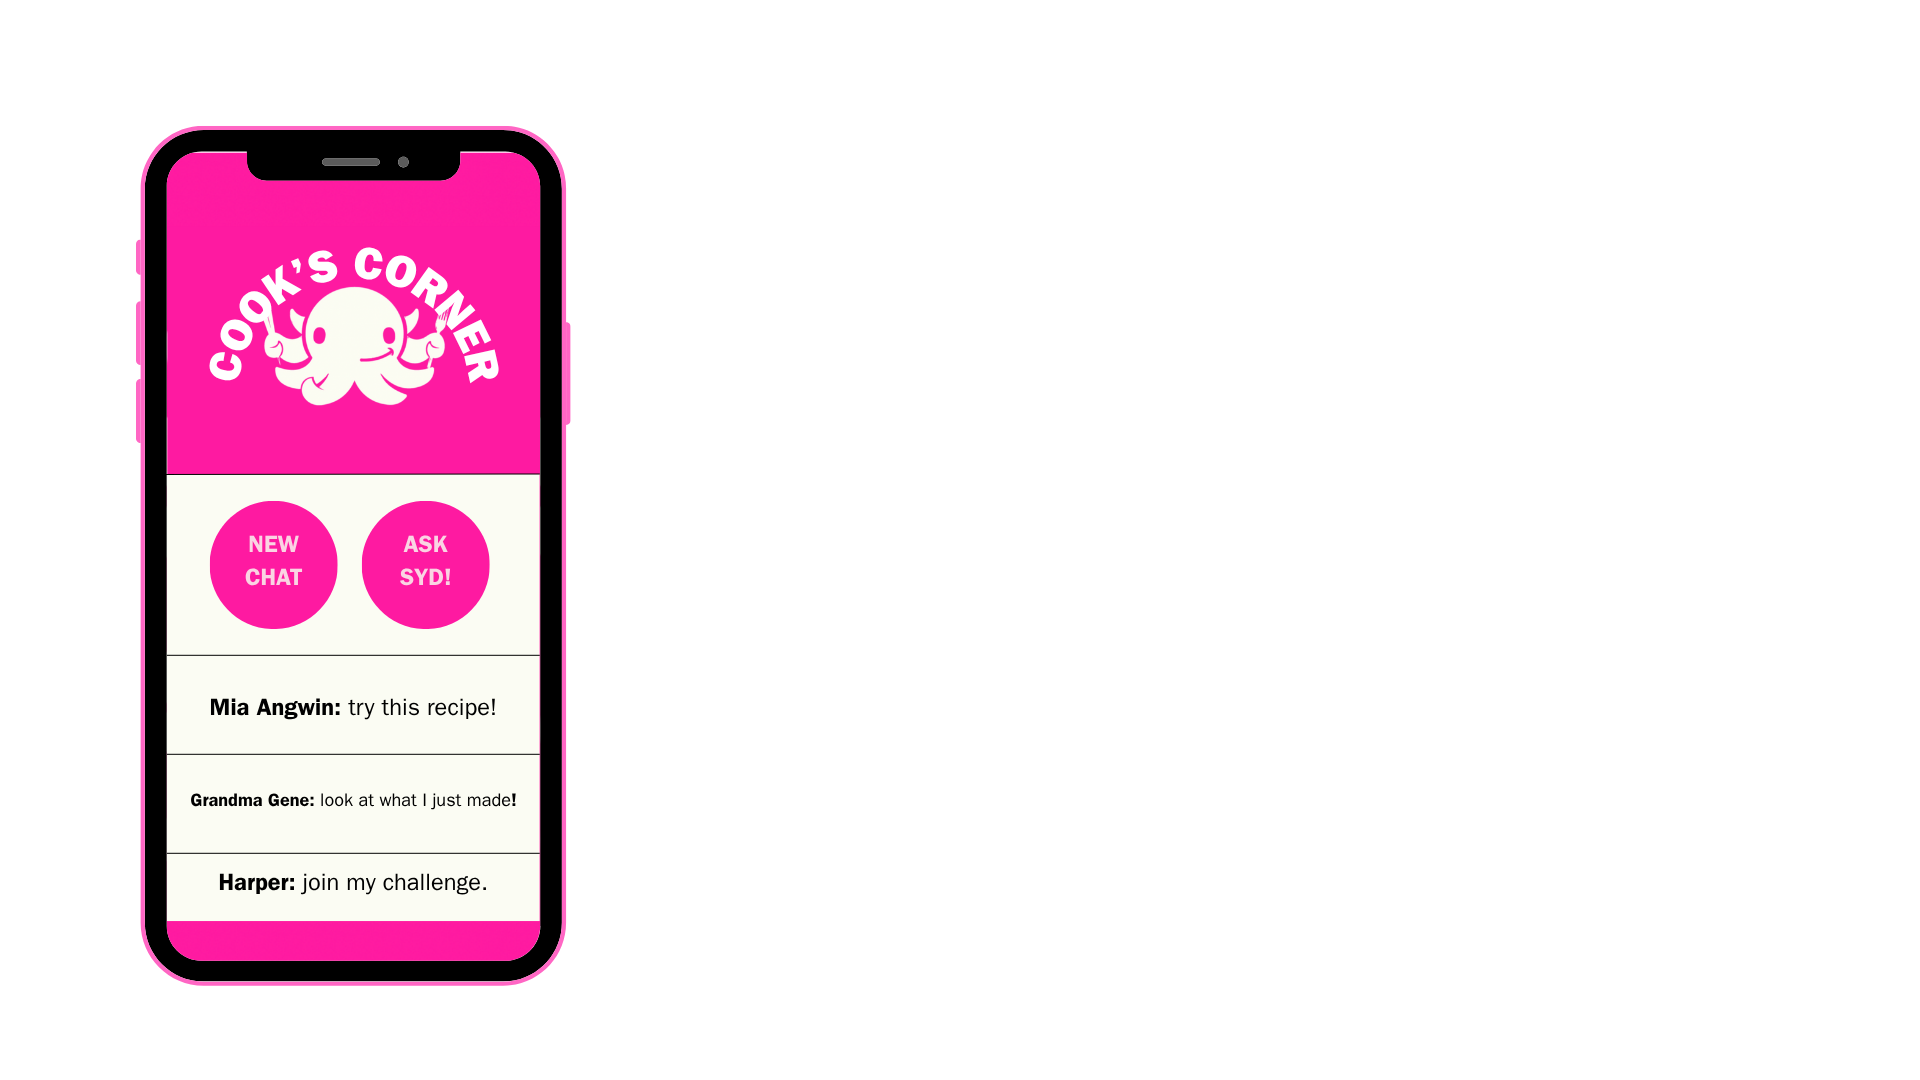 COOK'S CORNER
NEW
CHAT
ASK
SYD!
Mia Angwin: try this recipe!
Grandma Gene: look at what I just made!
Harper: join my challenge.